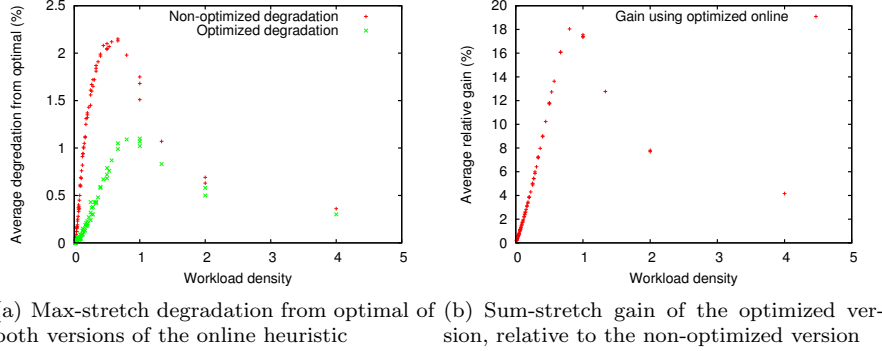 Non-optimized degradation
Optimized degradation
Average degredation from optimal (%)
2.5
2
1.5
1
0.5
0
0 1 2 3 4 5
Workload density
Gain using optimized online
Average relative gain (%)
20
18
16
14
12
10
8
6
4
2
0
0 1 2 3 4 5
Workload density
a) Max-stretch degradation from optimal of
both versions of the online heuristic
(b) Sum-stretch gain of the optimized ver-
sion, relative to the non-optimized version